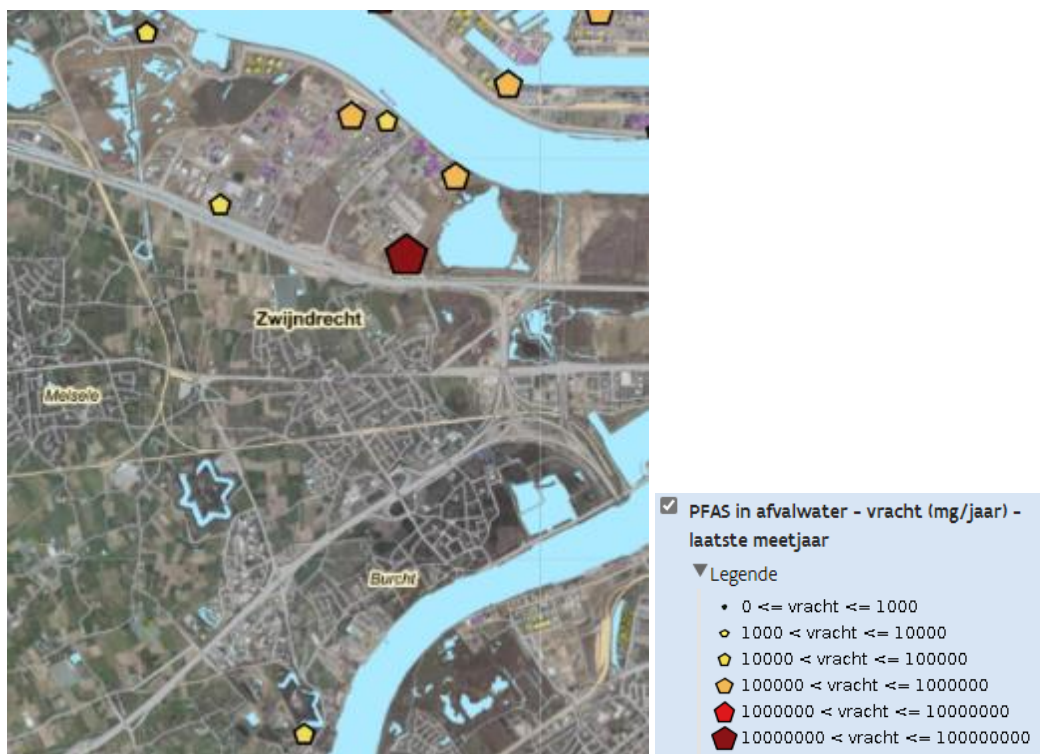 Zwijndrecht
Melsele
Burcht
PFAS in afvalwater - vracht (mg/jaar) -
laatste meetjaar
Legende
0 <= vracht <= 1000
1000 < vracht <= 10000
10000 < vracht <= 100000
100000 < vracht <= 1000000
1000000 < vracht <= 10000000
10000000 < vracht <= 100000000